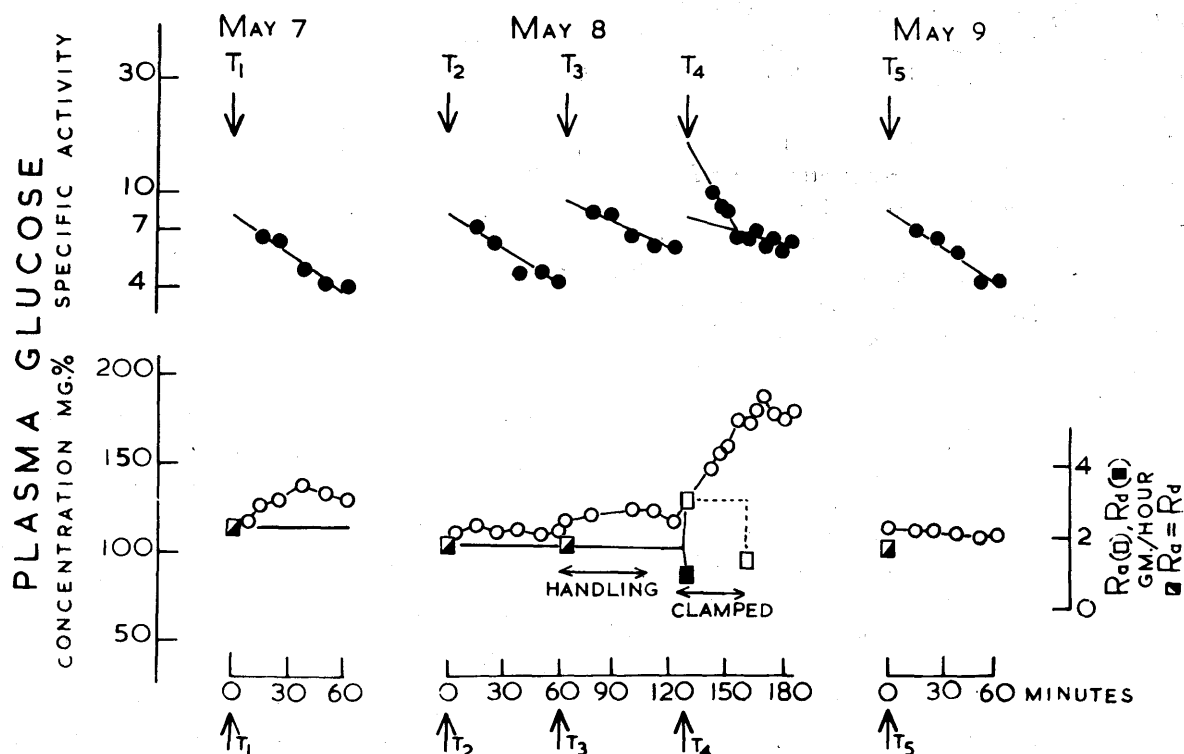 MAY 7
MAY 8
MAY 9
T1
T2
T3
T4
T5
PLASMA GLUCOSE
SPECIFIC ACTIVITY
30
10
7
4
CONCENTRATION MG.%
200
150
100
50
HANDLING
CLAMPED
4
2
0
Ra(□), Rd(■)
GM./HOUR
◪ Ra = Rd
0 30 60
0 30 60 90 120 150 180
0 30 60 MINUTES
T1
T2
T3
T4
T5